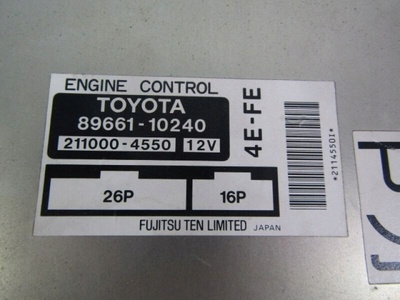 ENGINE CONTROL
TOYOTA
89661-10240
211000-4550 12V
26P 16P
FUJITSU TEN LIMITED JAPAN
4E-FE
*21145501*